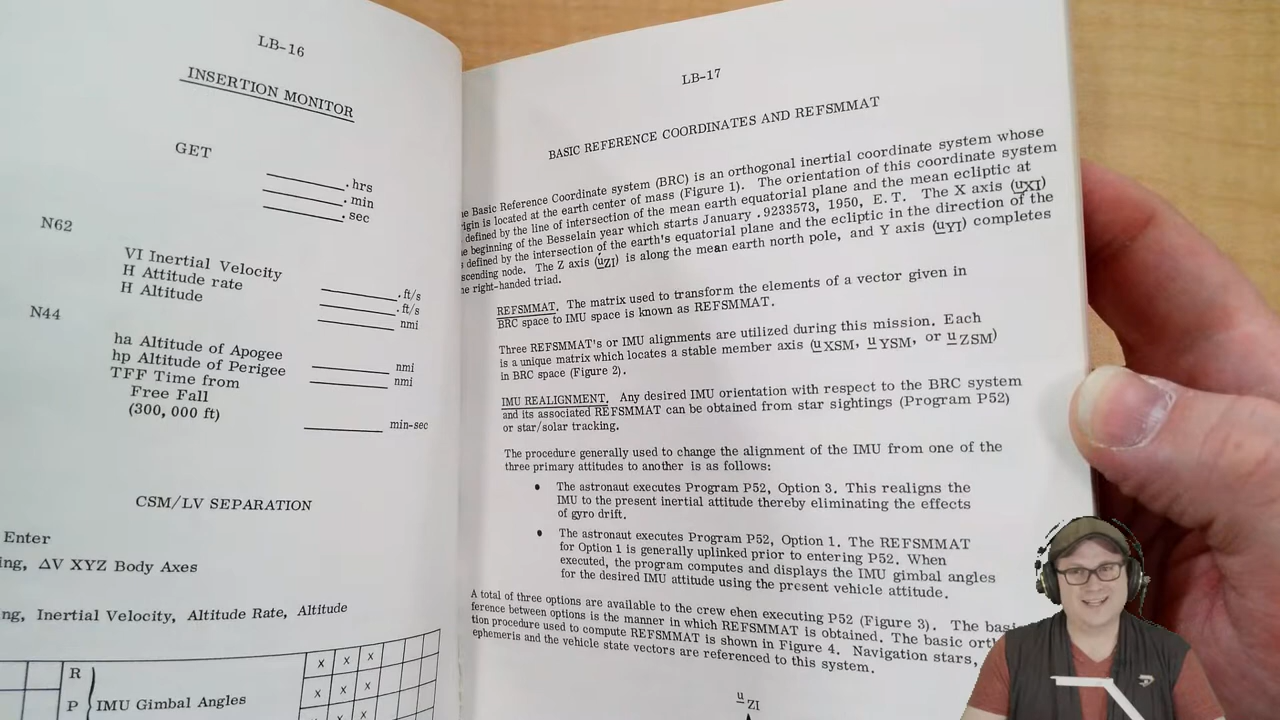 LB-16
INSERTION MONITOR
GET
. hrs
. min
. sec
N62
VI Inertial Velocity . ft/s
H Attitude rate . ft/s
H Altitude nmi
N44
ha Altitude of Apogee nmi
hp Altitude of Perigee nmi
TFF Time from
Free Fall
(300, 000 ft) min-sec
CSM/LV SEPARATION
Enter
ng, ΔV XYZ Body Axes
ng, Inertial Velocity, Altitude Rate, Altitude
R X X X
P IMU Gimbal Angles X X X
X X
LB-17
BASIC REFERENCE COORDINATES AND REFSMMAT
e Basic Reference Coordinate system (BRC) is an orthogonal inertial coordinate system whose
igin is located at the earth center of mass (Figure 1). The orientation of this coordinate system
defined by the line of intersection of the mean earth equatorial plane and the mean ecliptic at
e beginning of the Besselain year which starts January . 9233573, 1950, E. T. The X axis (uXI)
s defined by the intersection of the earth's equatorial plane and the ecliptic in the direction of the
scending node. The Z axis (uZI) is along the mean earth north pole, and Y axis (uYI) completes
he right-handed triad.
REFSMMAT. The matrix used to transform the elements of a vector given in
BRC space to IMU space is known as REFSMMAT.
Three REFSMMAT's or IMU alignments are utilized during this mission. Each
is a unique matrix which locates a stable member axis (uXSM, uYSM, or uZSM)
in BRC space (Figure 2).
IMU REALIGNMENT. Any desired IMU orientation with respect to the BRC system
and its associated REFSMMAT can be obtained from star sightings (Program P52)
or star/solar tracking.
The procedure generally used to change the alignment of the IMU from one of the
three primary attitudes to another is as follows:
• The astronaut executes Program P52, Option 3. This realigns the
IMU to the present inertial attitude thereby eliminating the effects
of gyro drift.
• The astronaut executes Program P52, Option 1. The REFSMMAT
for Option 1 is generally uplinked prior to entering P52. When
executed, the program computes and displays the IMU gimbal angles
for the desired IMU attitude using the present vehicle attitude.
A total of three options are available to the crew ehen executing P52 (Figure 3). The basi
ference between options is the manner in which REFSMMAT is obtained. The basic ort
tion procedure used to compute REFSMMAT is shown in Figure 4. Navigation stars,
ephemeris and the vehicle state vectors are referenced to this system.
uZI